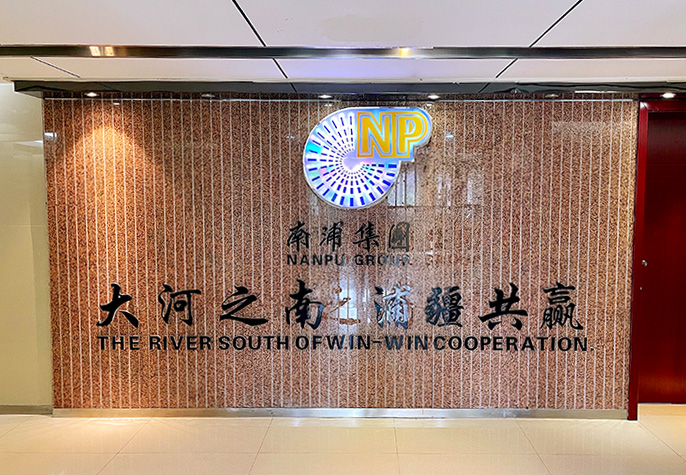 NP
南浦集团
NANPU GROUP
大河之南 浦疆共赢
THE RIVER SOUTH OF W.IN-WIN COOPERATION.